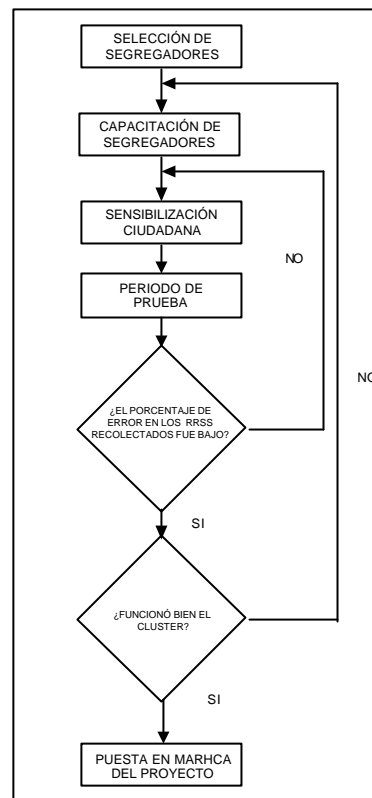 SELECCIÓN DE
SEGREGADORES
CAPACITACIÓN DE
SEGREGADORES
SENSIBILIZACIÓN
CIUDADANA
NO
PERIODO DE
PRUEBA
NO
¿EL PORCENTAJE DE
ERROR EN LOS RRSS
RECOLECTADOS FUE BAJO?
SI
¿FUNCIONÓ BIEN EL
CLUSTER?
SI
PUESTA EN MARHCA
DEL PROYECTO